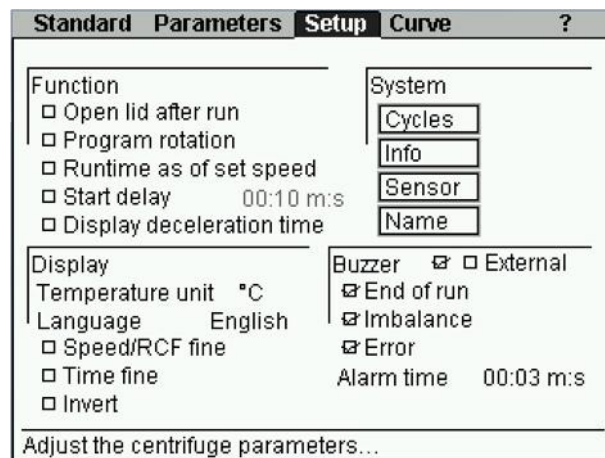 Standard Parameters Setup Curve ?
Function
Open lid after run
Program rotation
Runtime as of set speed
Start delay 00:10 m:s
Display deceleration time
System
Cycles
Info
Sensor
Name
Display
Temperature unit °C
Language English
Speed/RCF fine
Time fine
Invert
Buzzer External
End of run
Imbalance
Error
Alarm time 00:03 m:s
Adjust the centrifuge parameters...